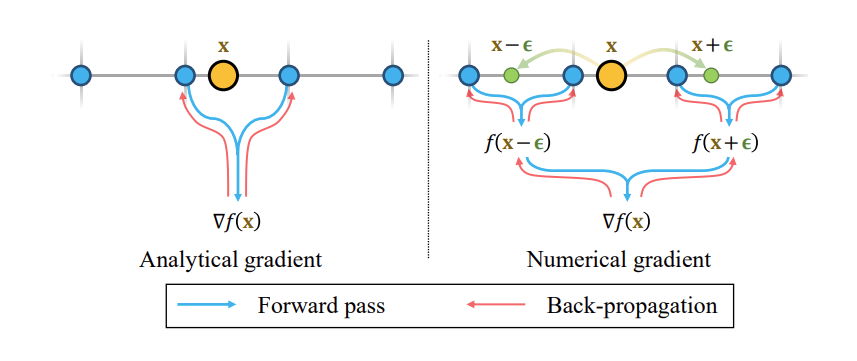 x
x−ϵ x x+ϵ
f(x−ϵ) f(x+ϵ)
∇f(x) ∇f(x)
Analytical gradient Numerical gradient
Forward pass Back-propagation